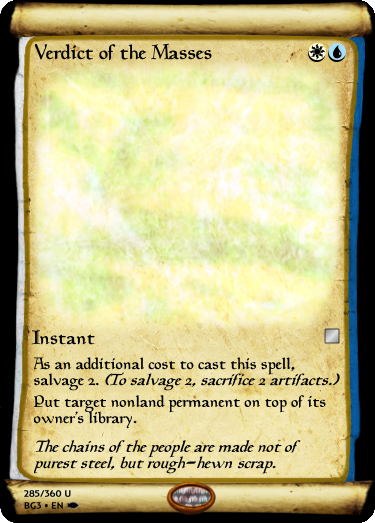 Verdict of the Masses
Instant
As an additional cost to cast this spell,
salvage 2. (To salvage 2, sacrifice 2 artifacts.)
Put target nonland permanent on top of its
owner's library.
The chains of the people are made not of
purest steel, but rough-hewn scrap.
285/360 U
BG3 • EN